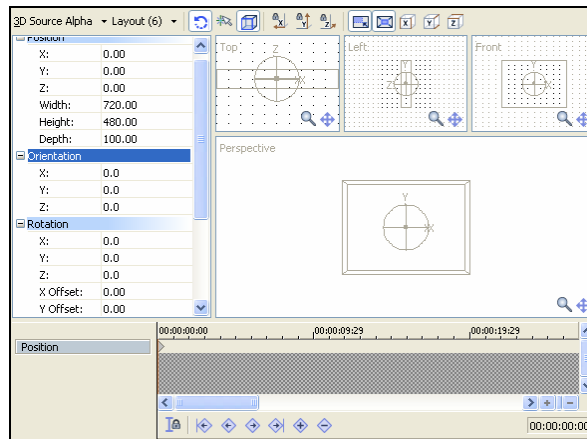 3D Source Alpha Layout (6)
Position
X: 0.00
Y: 0.00
Z: 0.00
Width: 720.00
Height: 480.00
Depth: 100.00
Orientation
X: 0.0
Y: 0.0
Z: 0.0
Rotation
X: 0.0
Y: 0.0
Z: 0.0
X Offset: 0.00
Y Offset: 0.00
Top
Z
X
Left
Y
Z
Front
Y
X
Perspective
Y
X
00:00:00:00 00:00:09:29 00:00:19:29
Position
00:00:00:00